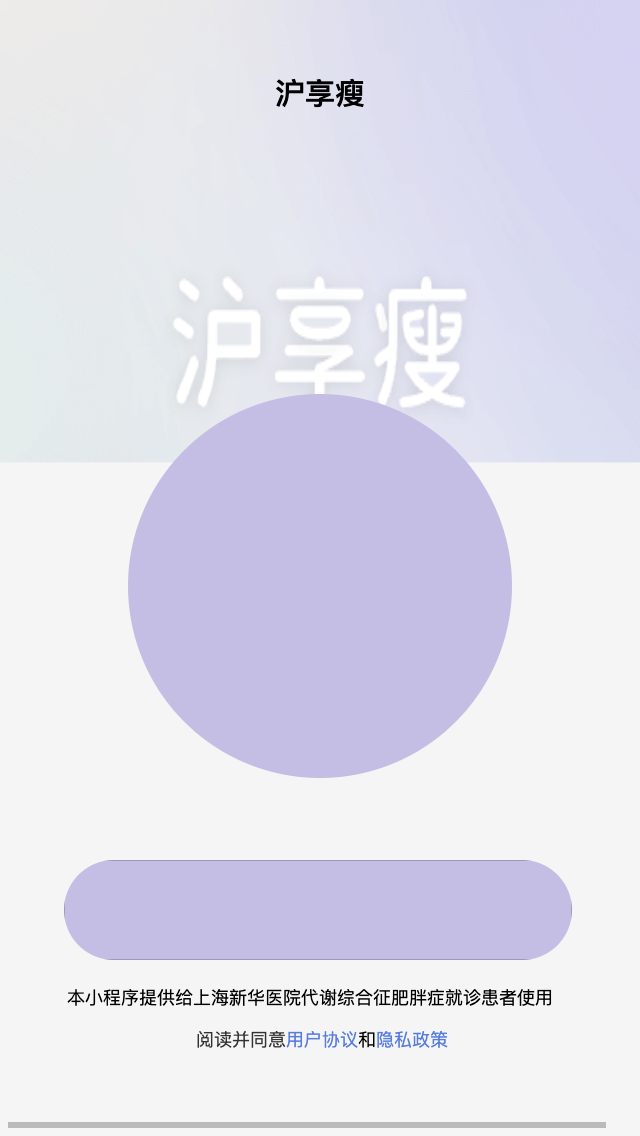 沪享瘦
沪享瘦
本小程序提供给上海新华医院代谢综合征肥胖症就诊患者使用
阅读并同意用户协议和隐私政策